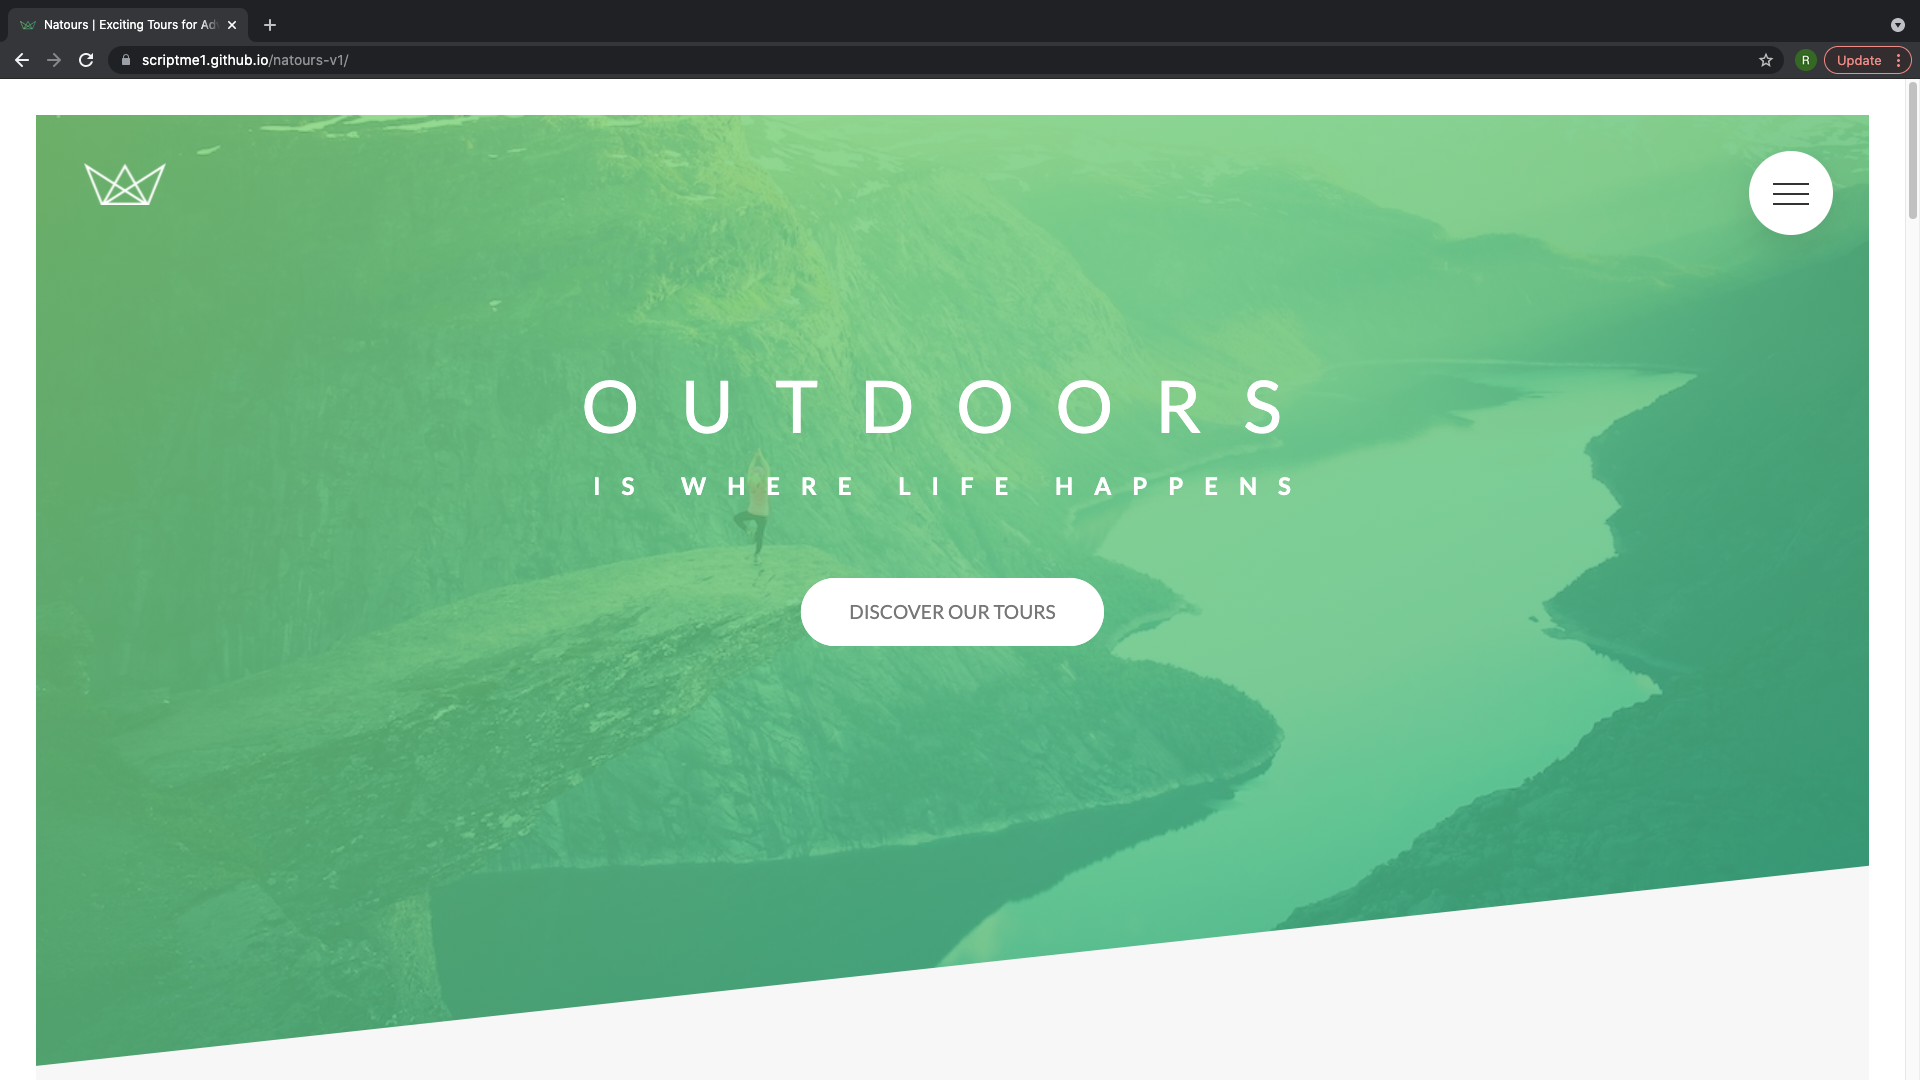 Natours | Exciting Tours for Ad
scriptme1.github.io/natours-v1/
R
Update
OUTDOORS
IS WHERE LIFE HAPPENS
DISCOVER OUR TOURS